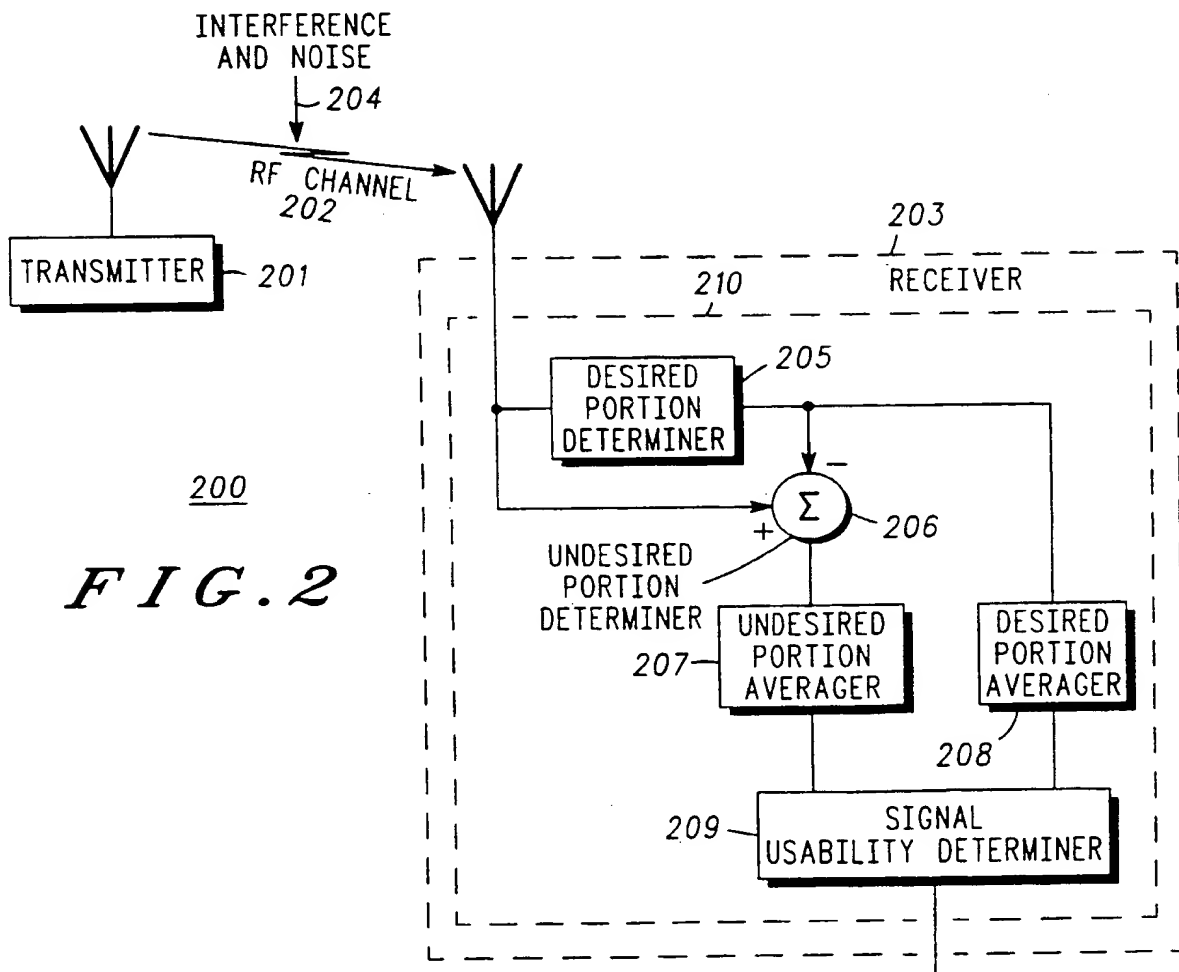 INTERFERENCE
AND NOISE
204
RF CHANNEL
202
TRANSMITTER
201
203
RECEIVER
210
205
DESIRED
PORTION
DETERMINER
−
+
Σ
206
UNDESIRED
PORTION
DETERMINER
200
FIG.2
207
UNDESIRED
PORTION
AVERAGER
DESIRED
PORTION
AVERAGER
208
209
SIGNAL
USABILITY DETERMINER